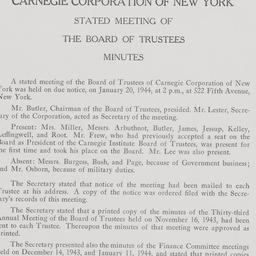 CARNEGIE CORPORATION OF NEW YORK
STATED MEETING OF
THE BOARD OF TRUSTEES
MINUTES
A stated meeting of the Board of Trustees of Carnegie Corporation of New
York was held on due notice, on January 20, 1944, at 2 p.m., at 522 Fifth Avenue,
New York.
Mr. Butler, Chairman of the Board of Trustees, presided. Mr. Lester, Secre-
tary of the Corporation, acted as Secretary of the meeting.
Present: Mrs. Miller, Messrs. Arbuthnot, Butler, James, Jessup, Kelley,
Leffingwell, and Root. Mr. Frew, who had previously accepted a seat on the
Board as President of the Carnegie Institute Board of Trustees, was present for
the first time and took his place on the Board. Mr. Lee was also present.
Absent: Messrs. Burgess, Bush, and Page, because of Government business;
and Mr. Osborn, because of military duties.
The Secretary stated that notice of the meeting had been mailed to each
Trustee at his address. A copy of the notice was ordered filed with the Secre-
tary's records of this meeting.
The Secretary stated that a printed copy of the minutes of the Thirty-third
Annual Meeting of the Board of Trustees held on November 16, 1943, had been
sent to each Trustee. Thereupon the minutes of that meeting were approved as
printed.
The Secretary presented also the minutes of the Finance Committee meetings
held on December 14, 1943, and January 11, 1944, and stated that printed copies